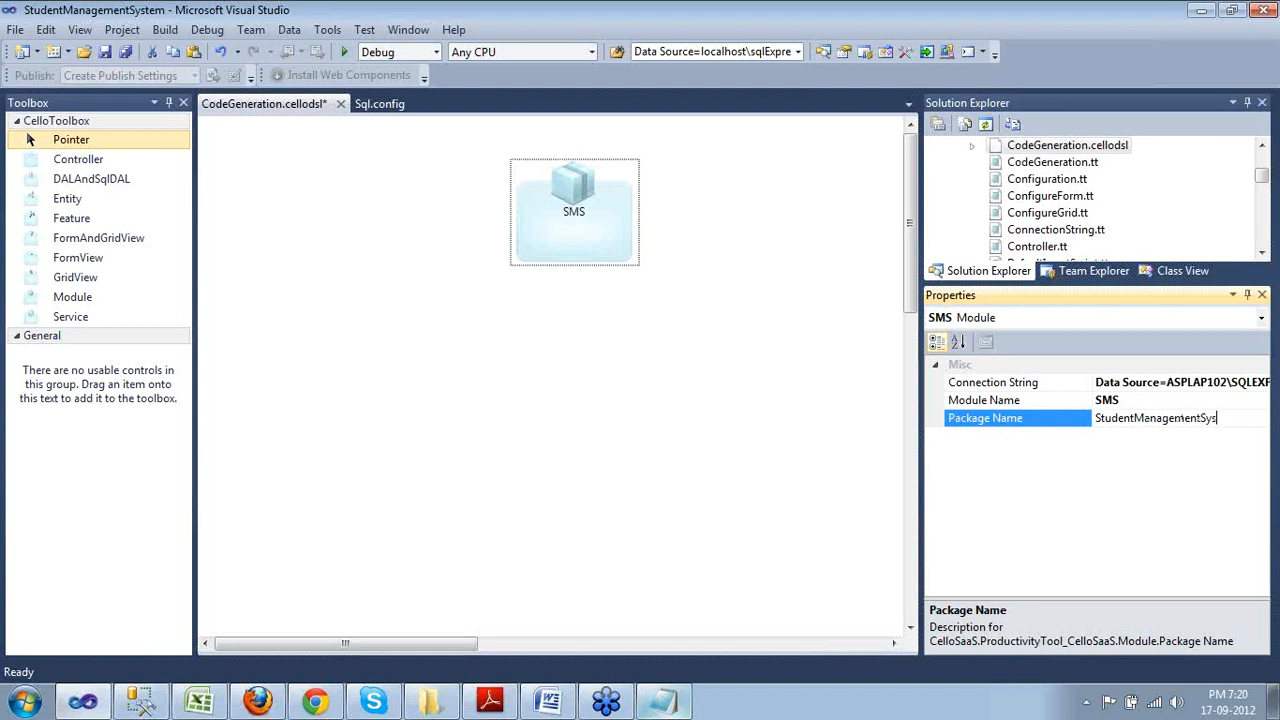 StudentManagementSystem - Microsoft Visual Studio
File Edit View Project Build Debug Team Data Tools Test Window Help
Debug Any CPU Data Source=localhost\sqlExpre
Publish: Create Publish Settings Install Web Components
Toolbox
CelloToolbox
Pointer
Controller
DALAndSqlDAL
Entity
Feature
FormAndGridView
FormView
GridView
Module
Service
General
There are no usable controls in
this group. Drag an item onto
this text to add it to the toolbox.
CodeGeneration.cellodsl* Sql.config
SMS
Solution Explorer
CodeGeneration.cellodsl
CodeGeneration.tt
Configuration.tt
ConfigureForm.tt
ConfigureGrid.tt
ConnectionString.tt
Controller.tt
Solution Explorer Team Explorer Class View
Properties
SMS Module
Misc
Connection String Data Source=ASPLAP102\SQLEXP
Module Name SMS
Package Name StudentManagementSys
Package Name
Description for
CelloSaaS.ProductivityTool_CelloSaaS.Module.Package Name
Ready
PM 7:20
17-09-2012